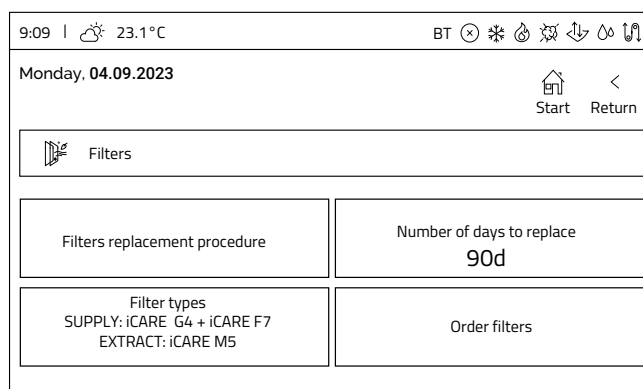 9:09 | 23.1°C BT
Monday, 04.09.2023
Start Return
Filters
Filters replacement procedure
Number of days to replace
90d
Filter types
SUPPLY: iCARE G4 + iCARE F7
EXTRACT: iCARE M5
Order filters